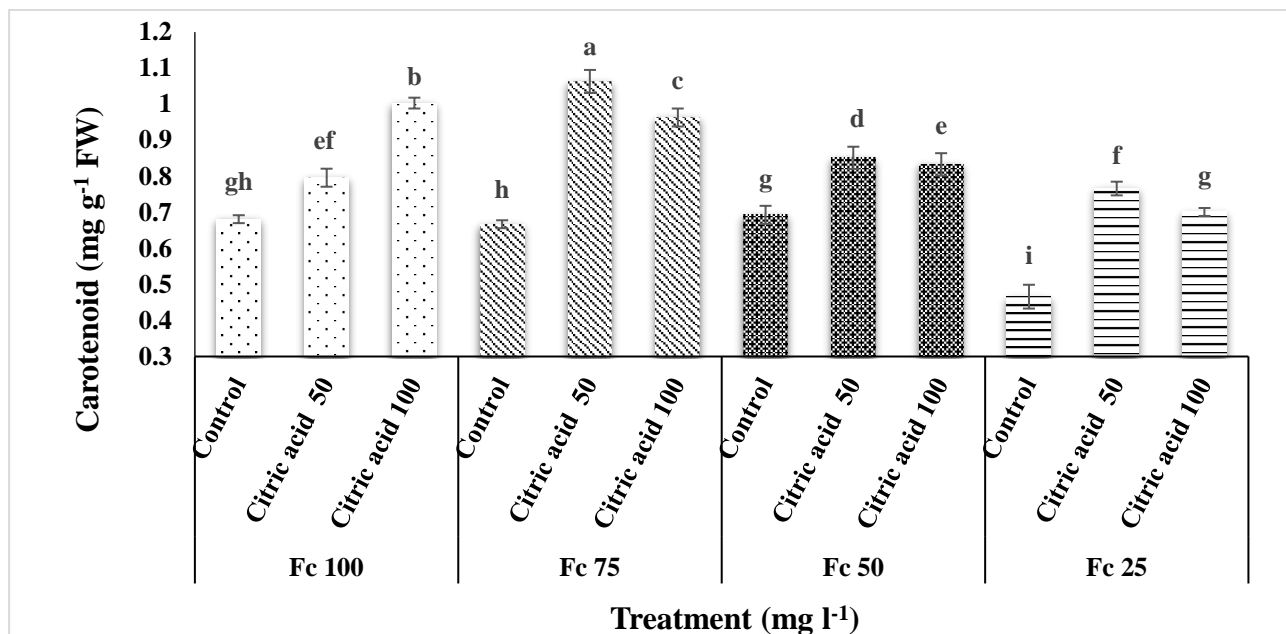 Carotenoid (mg g-1 FW)
1.2
1.1
1
0.9
0.8
0.7
0.6
0.5
0.4
0.3
gh
ef
b
h
a
c
g
d
e
i
f
g
Control
Citric acid 50
Citric acid 100
Control
Citric acid 50
Citric acid 100
Control
Citric acid 50
Citric acid 100
Control
Citric acid 50
Citric acid 100
Fc 100
Fc 75
Fc 50
Fc 25
Treatment (mg l-1)